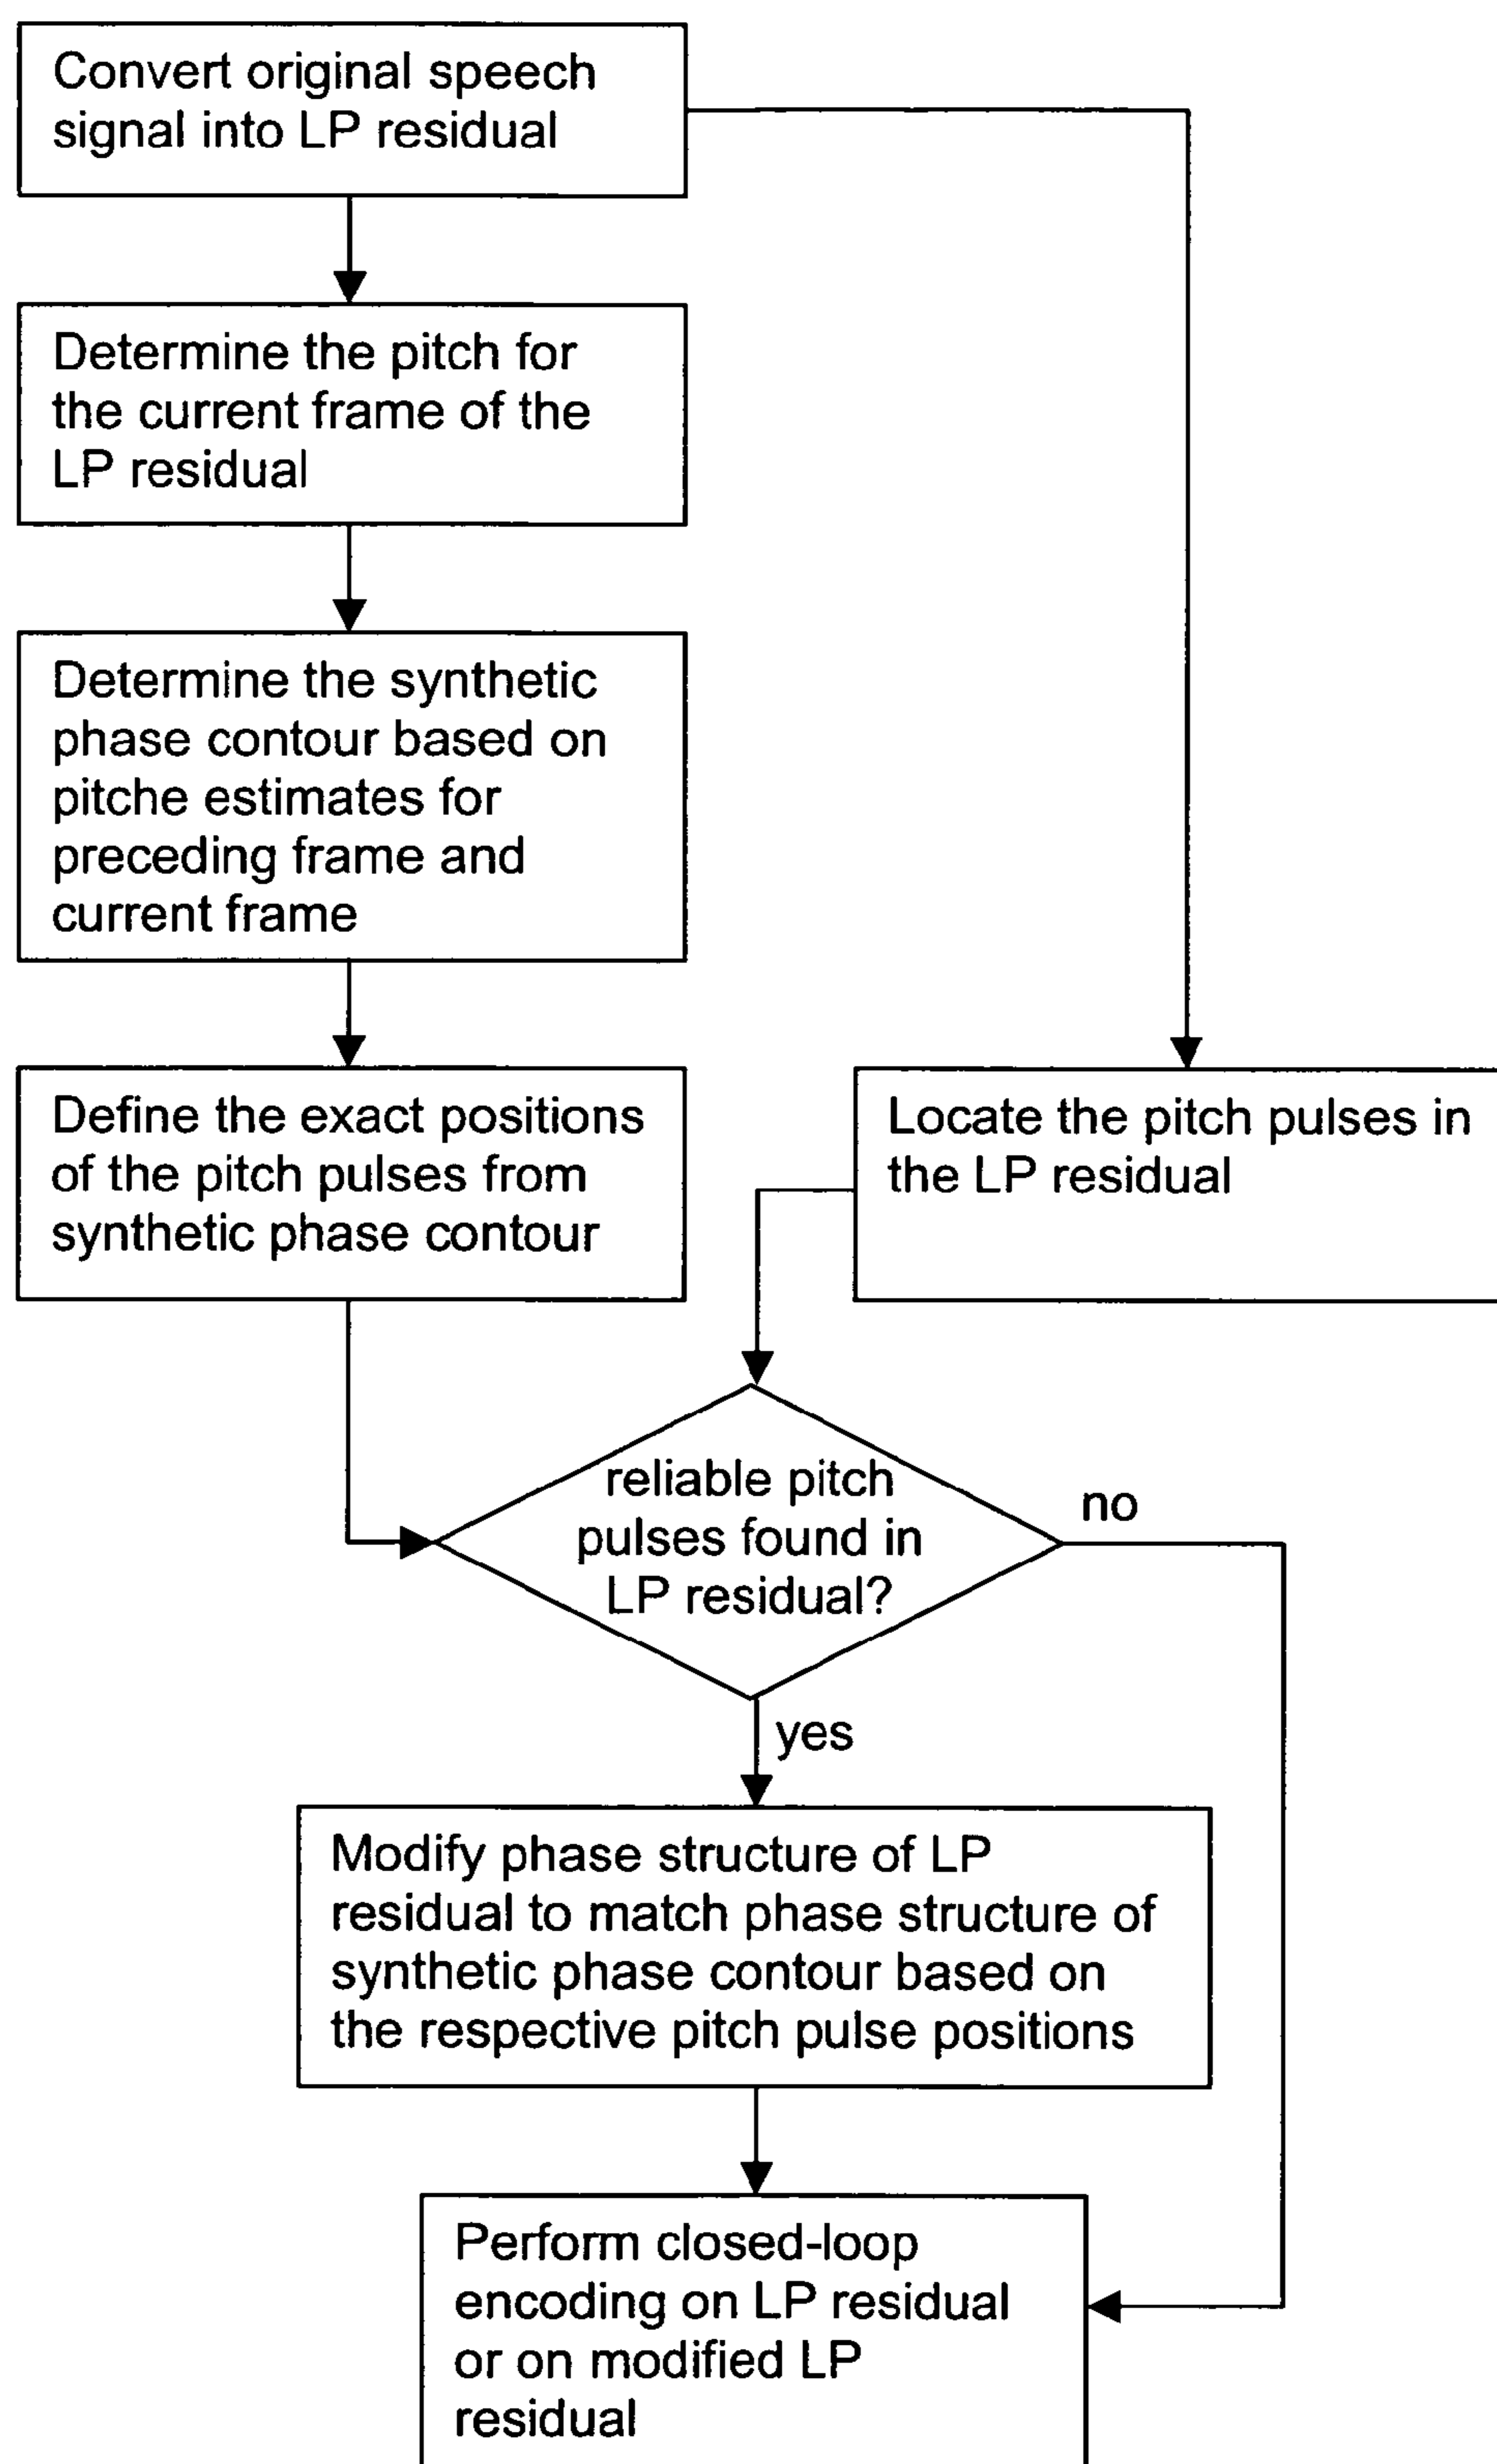 Convert original speech
signal into LP residual
Determine the pitch for
the current frame of the
LP residual
Determine the synthetic
phase contour based on
pitche estimates for
preceding frame and
current frame
Define the exact positions
of the pitch pulses from
synthetic phase contour
Locate the pitch pulses in
the LP residual
reliable pitch
pulses found in
LP residual?
no
yes
Modify phase structure of LP
residual to match phase structure of
synthetic phase contour based on
the respective pitch pulse positions
Perform closed-loop
encoding on LP residual
or on modified LP
residual